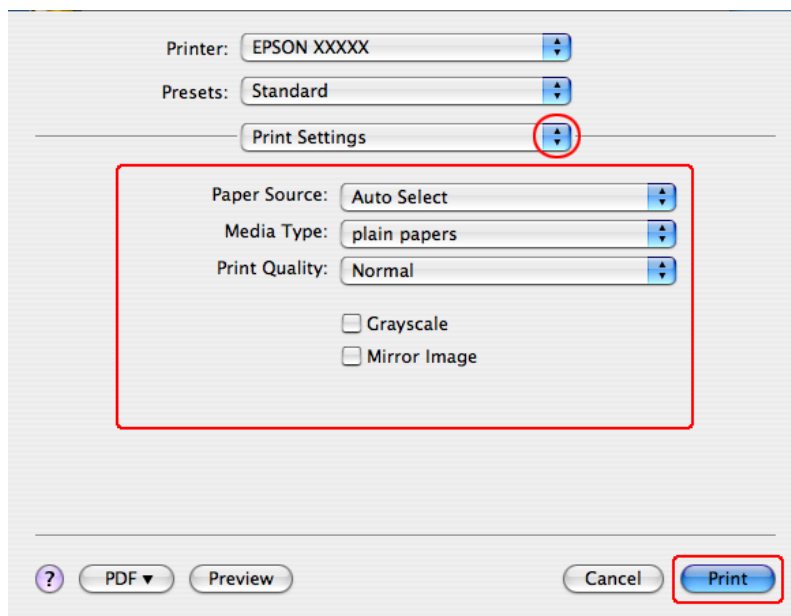 Printer: EPSON XXXXX
Presets: Standard
Print Settings
Paper Source: Auto Select
Media Type: plain papers
Print Quality: Normal
Grayscale
Mirror Image
? PDF▼ Preview Cancel Print